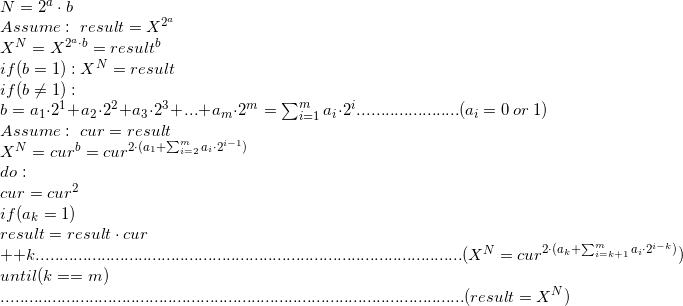 N = 2^a · b
Assume : result = X^{2^a}
X^N = X^{2^a·b} = result^b
if(b = 1) : X^N = result
if(b ≠ 1) :
b = a_1·2^1+a_2·2^2+a_3·2^3+...+a_m·2^m = ∑_{i=1}^m a_i·2^i.....................(a_i = 0 or 1)
Assume : cur = result
X^N = cur^b = cur^{2·(a_1+∑_{i=2}^m a_i·2^{i−1})}
do :
cur = cur^2
if(a_k = 1)
result = result · cur
++k......................................................................................(X^N = cur^{2·(a_k+∑_{i=k+1}^m a_i·2^{i−k})})
until(k == m)
..............................................................................................(result = X^N)